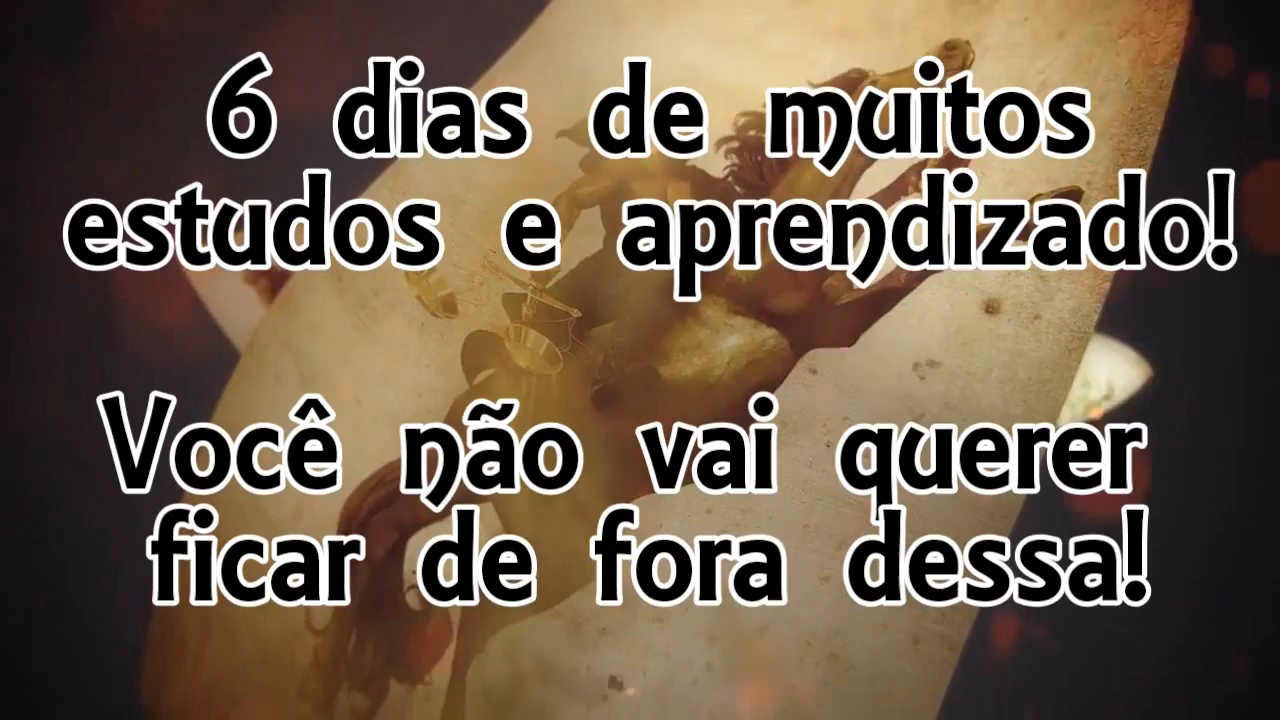 6 dias de muitos
estudos e aprendizado!
Você não vai querer
ficar de fora dessa!